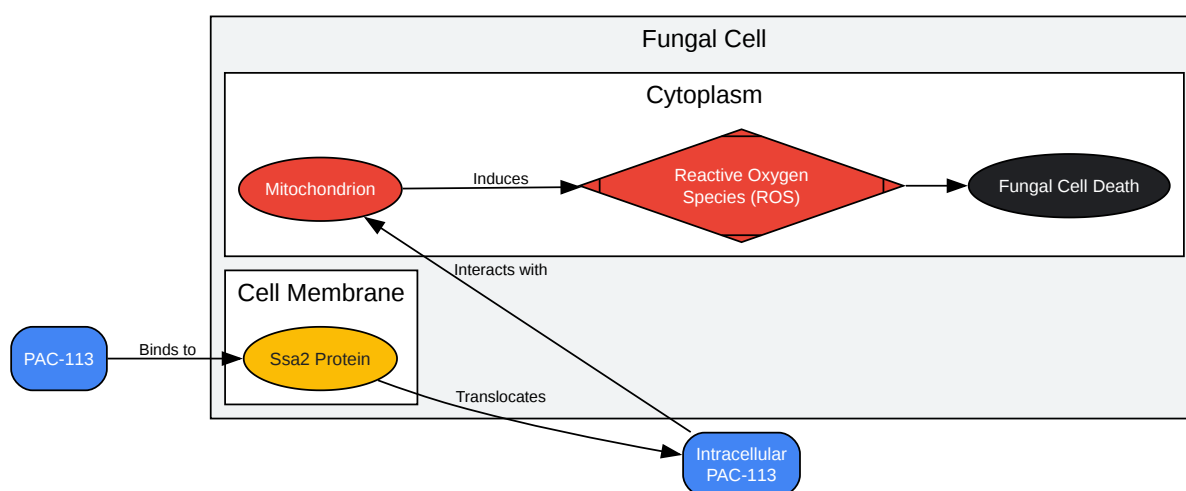 Fungal Cell
Cytoplasm
Mitochondrion
Induces
Reactive Oxygen
Species (ROS)
Fungal Cell Death
Interacts with
Cell Membrane
PAC-113
Binds to
Ssa2 Protein
Translocates
Intracellular
PAC-113